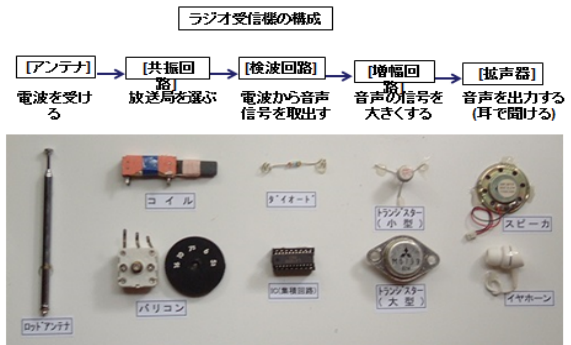 ラジオ受信機の構成
[アンテナ]
[共振回
路]
[検波回路]
[増幅回
路]
[拡声器]
電波を受け
る
放送局を選ぶ
電波から音声
信号を取出す
音声の信号を
大きくする
音声を出力する
(耳で聞ける)
コイル
ダイオード
トランジスター
(小型)
スピーカ
バリコン
IC(集積回路)
トランジスター
(大型)
イヤホーン
ロッドアンテナ